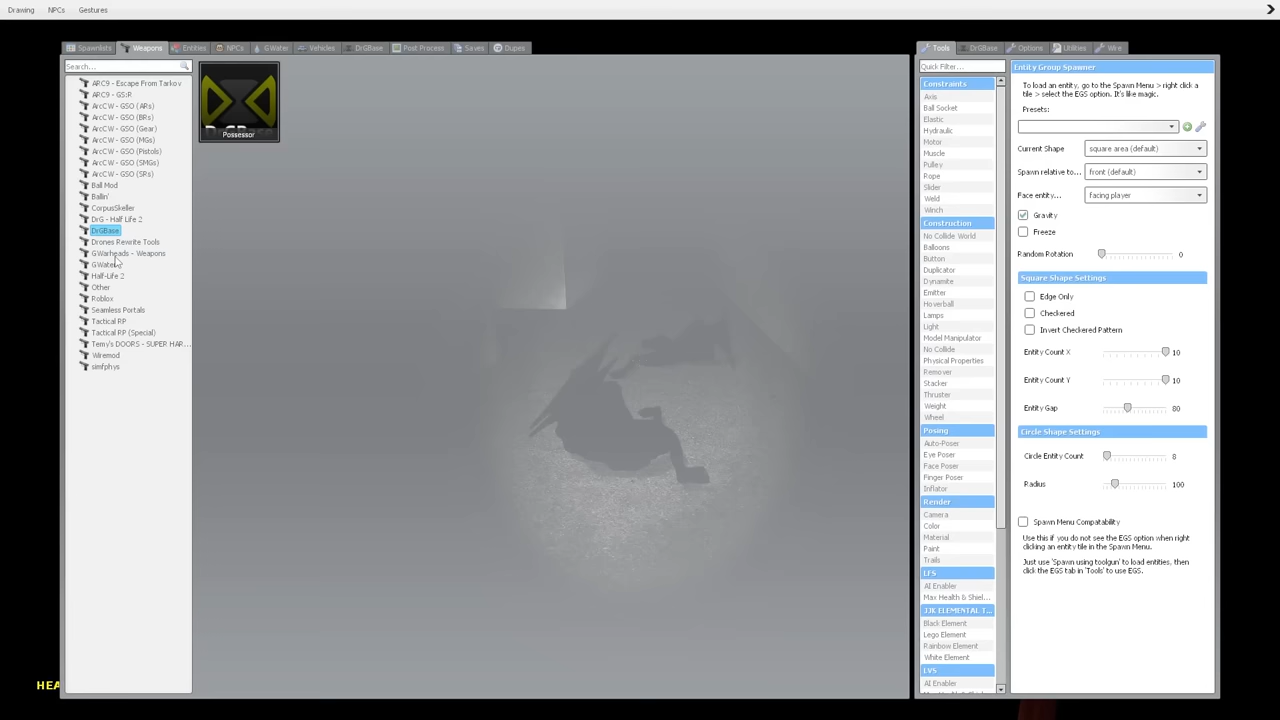 Drawing NPCs Gestures
Spawnlists Weapons Entities NPCs GWater Vehicles DrGBase Post Process Saves Dupes
Search...
ARC9 - Escape From Tarkov
ARC9 - GS:R
ArcCW - GSO (ARs)
ArcCW - GSO (BRs)
ArcCW - GSO (Gear)
ArcCW - GSO (MGs)
ArcCW - GSO (Pistols)
ArcCW - GSO (SMGs)
ArcCW - GSO (SRs)
Ball Mod
Ballin'
CorpusSkeller
DrG - Half Life 2
DrGBase
Drones Rewrite Tools
GWarheads - Weapons
GWater
Half-Life 2
Other
Roblox
Seamless Portals
Tactical RP
Tactical RP (Special)
Temy's DOORS - SUPER HAR...
Wiremod
simfphys
Possessor
HEA
Tools DrGBase Options Utilities Wire
Quick Filter...
Constraints
Axis
Ball Socket
Elastic
Hydraulic
Motor
Muscle
Pulley
Rope
Slider
Weld
Winch
Construction
No Collide World
Balloons
Button
Duplicator
Dynamite
Emitter
Hoverball
Lamps
Light
Model Manipulator
No Collide
Physical Properties
Remover
Stacker
Thruster
Weight
Wheel
Posing
Auto-Poser
Eye Poser
Face Poser
Finger Poser
Inflator
Render
Camera
Color
Material
Paint
Trails
LFS
AI Enabler
Max Health & Shiel...
JJK ELEMENTAL T...
Black Element
Lego Element
Rainbow Element
White Element
LVS
AI Enabler
Entity Group Spawner
To load an entity, go to the Spawn Menu > right click a
tile > select the EGS option. It's like magic.
Presets:
Current Shape square area (default)
Spawn relative to... front (default)
Face entity... facing player
Gravity
Freeze
Random Rotation 0
Square Shape Settings
Edge Only
Checkered
Invert Checkered Pattern
Entity Count X 10
Entity Count Y 10
Entity Gap 80
Circle Shape Settings
Circle Entity Count 8
Radius 100
Spawn Menu Compatability
Use this if you do not see the EGS option when right
clicking an entity tile in the Spawn Menu.
Just use 'Spawn using toolgun' to load entities, then
click the EGS tab in 'Tools' to use EGS.